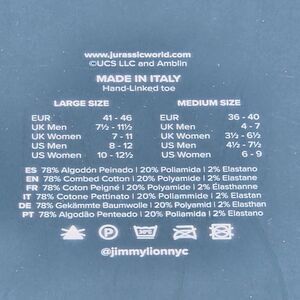 www.jurassicworld.com
©UCS LLC and Amblin
MADE IN ITALY
Hand-Linked toe
LARGE SIZE
EUR 41 - 46
UK Men 7½ - 11½
UK Women 7 - 11
US Men 8 - 12
US Women 10 - 12½
MEDIUM SIZE
EUR 36 - 40
UK Men 4 - 7
UK Women 3½ - 6½
US Men 4½ - 7½
US Women 6 - 9
ES 78% Algodón Peinado | 20% Poliamida | 2% Elastano
EN 78% Combed Cotton | 20% Polyamide | 2% Elastane
FR 78% Coton Peigné | 20% Polyamide | 2% Élasthanne
IT 78% Cotone Pettinato | 20% Poliammide | 2% Elastan
DE 78% Gekämmte Baumwolle | 20% Polyamid | 2% Elastan
PT 78% Algodão Penteado | 20% Poliamida | 2% Elastano
@jimmylionnyc